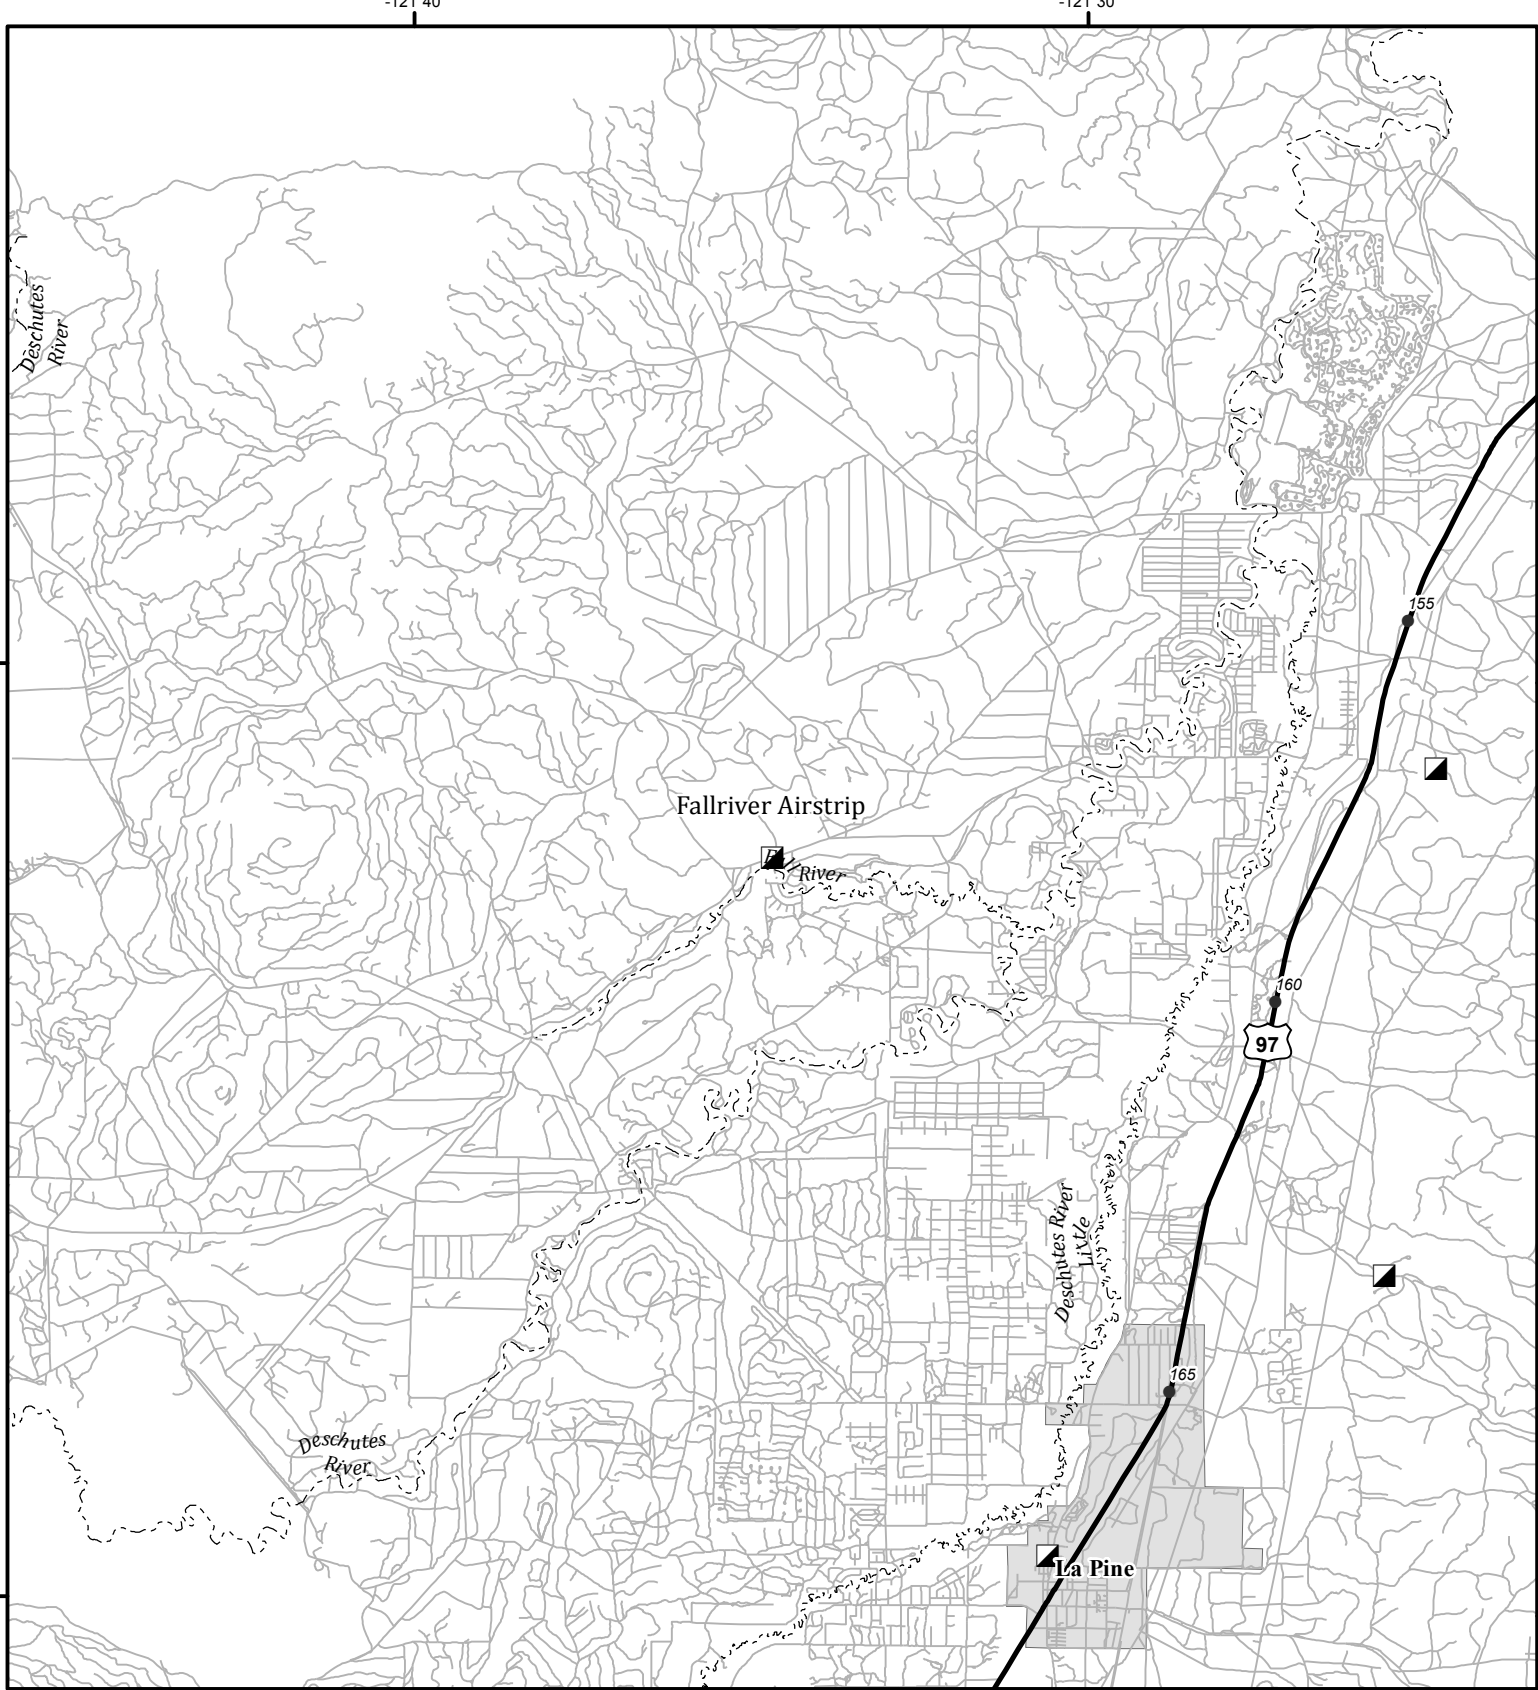 -121 40
-121 30
Deschutes
River
155
Fallriver Airstrip
Fall River
160
97
Deschutes River
Little
165
Deschutes
River
La Pine